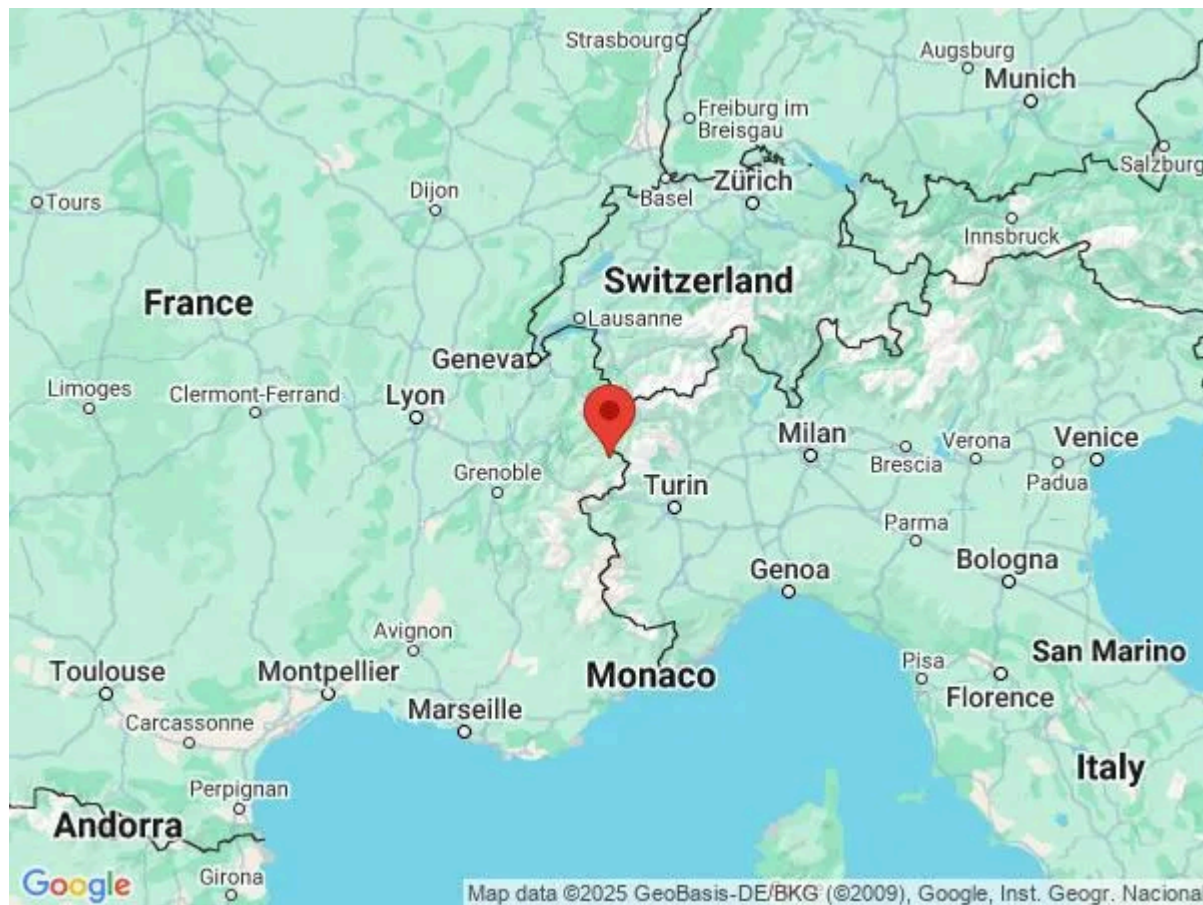 Strasbourg
Augsburg
Munich
Freiburg im
Breisgau
Salzburg
Tours
Dijon
Basel
Zürich
Innsbruck
France
Switzerland
Lausanne
Geneva
Limoges
Clermont-Ferrand
Lyon
Milan
Verona
Venice
Brescia
Padua
Grenoble
Turin
Parma
Genoa
Bologna
Avignon
Toulouse
Montpellier
Monaco
Pisa
San Marino
Florence
Marseille
Carcassonne
Italy
Perpignan
Andorra
Girona
Google
Map data ©2025 GeoBasis-DE/BKG (©2009), Google, Inst. Geogr. Nacional